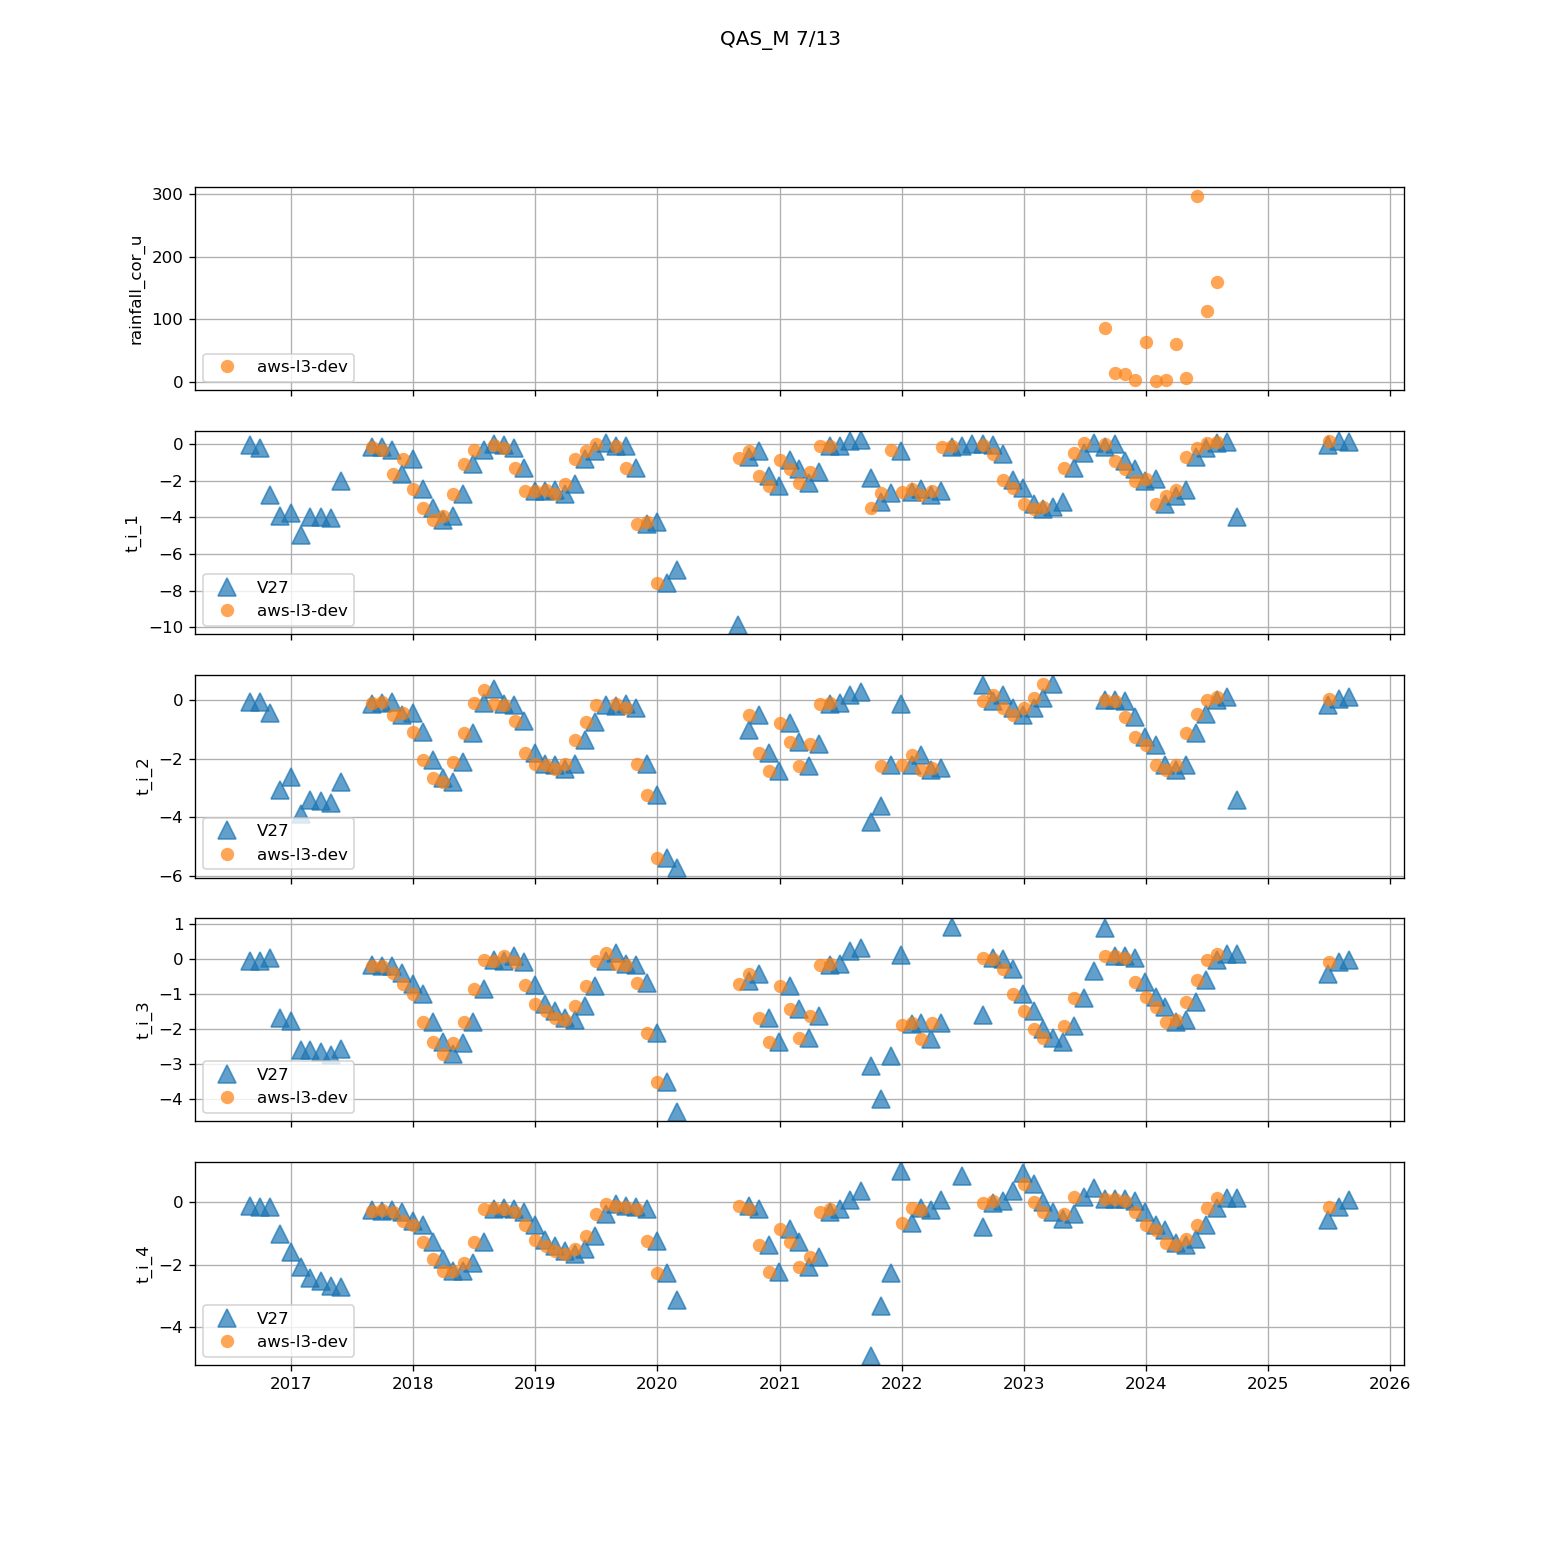 QAS_M 7/13
300
200
100
0
rainfall_cor_u
aws-l3-dev
0
−2
−4
−6
−8
−10
t_i_1
V27
aws-l3-dev
0
−2
−4
−6
t_i_2
V27
aws-l3-dev
1
0
−1
−2
−3
−4
t_i_3
V27
aws-l3-dev
0
−2
−4
t_i_4
V27
aws-l3-dev
2017 2018 2019 2020 2021 2022 2023 2024 2025 2026